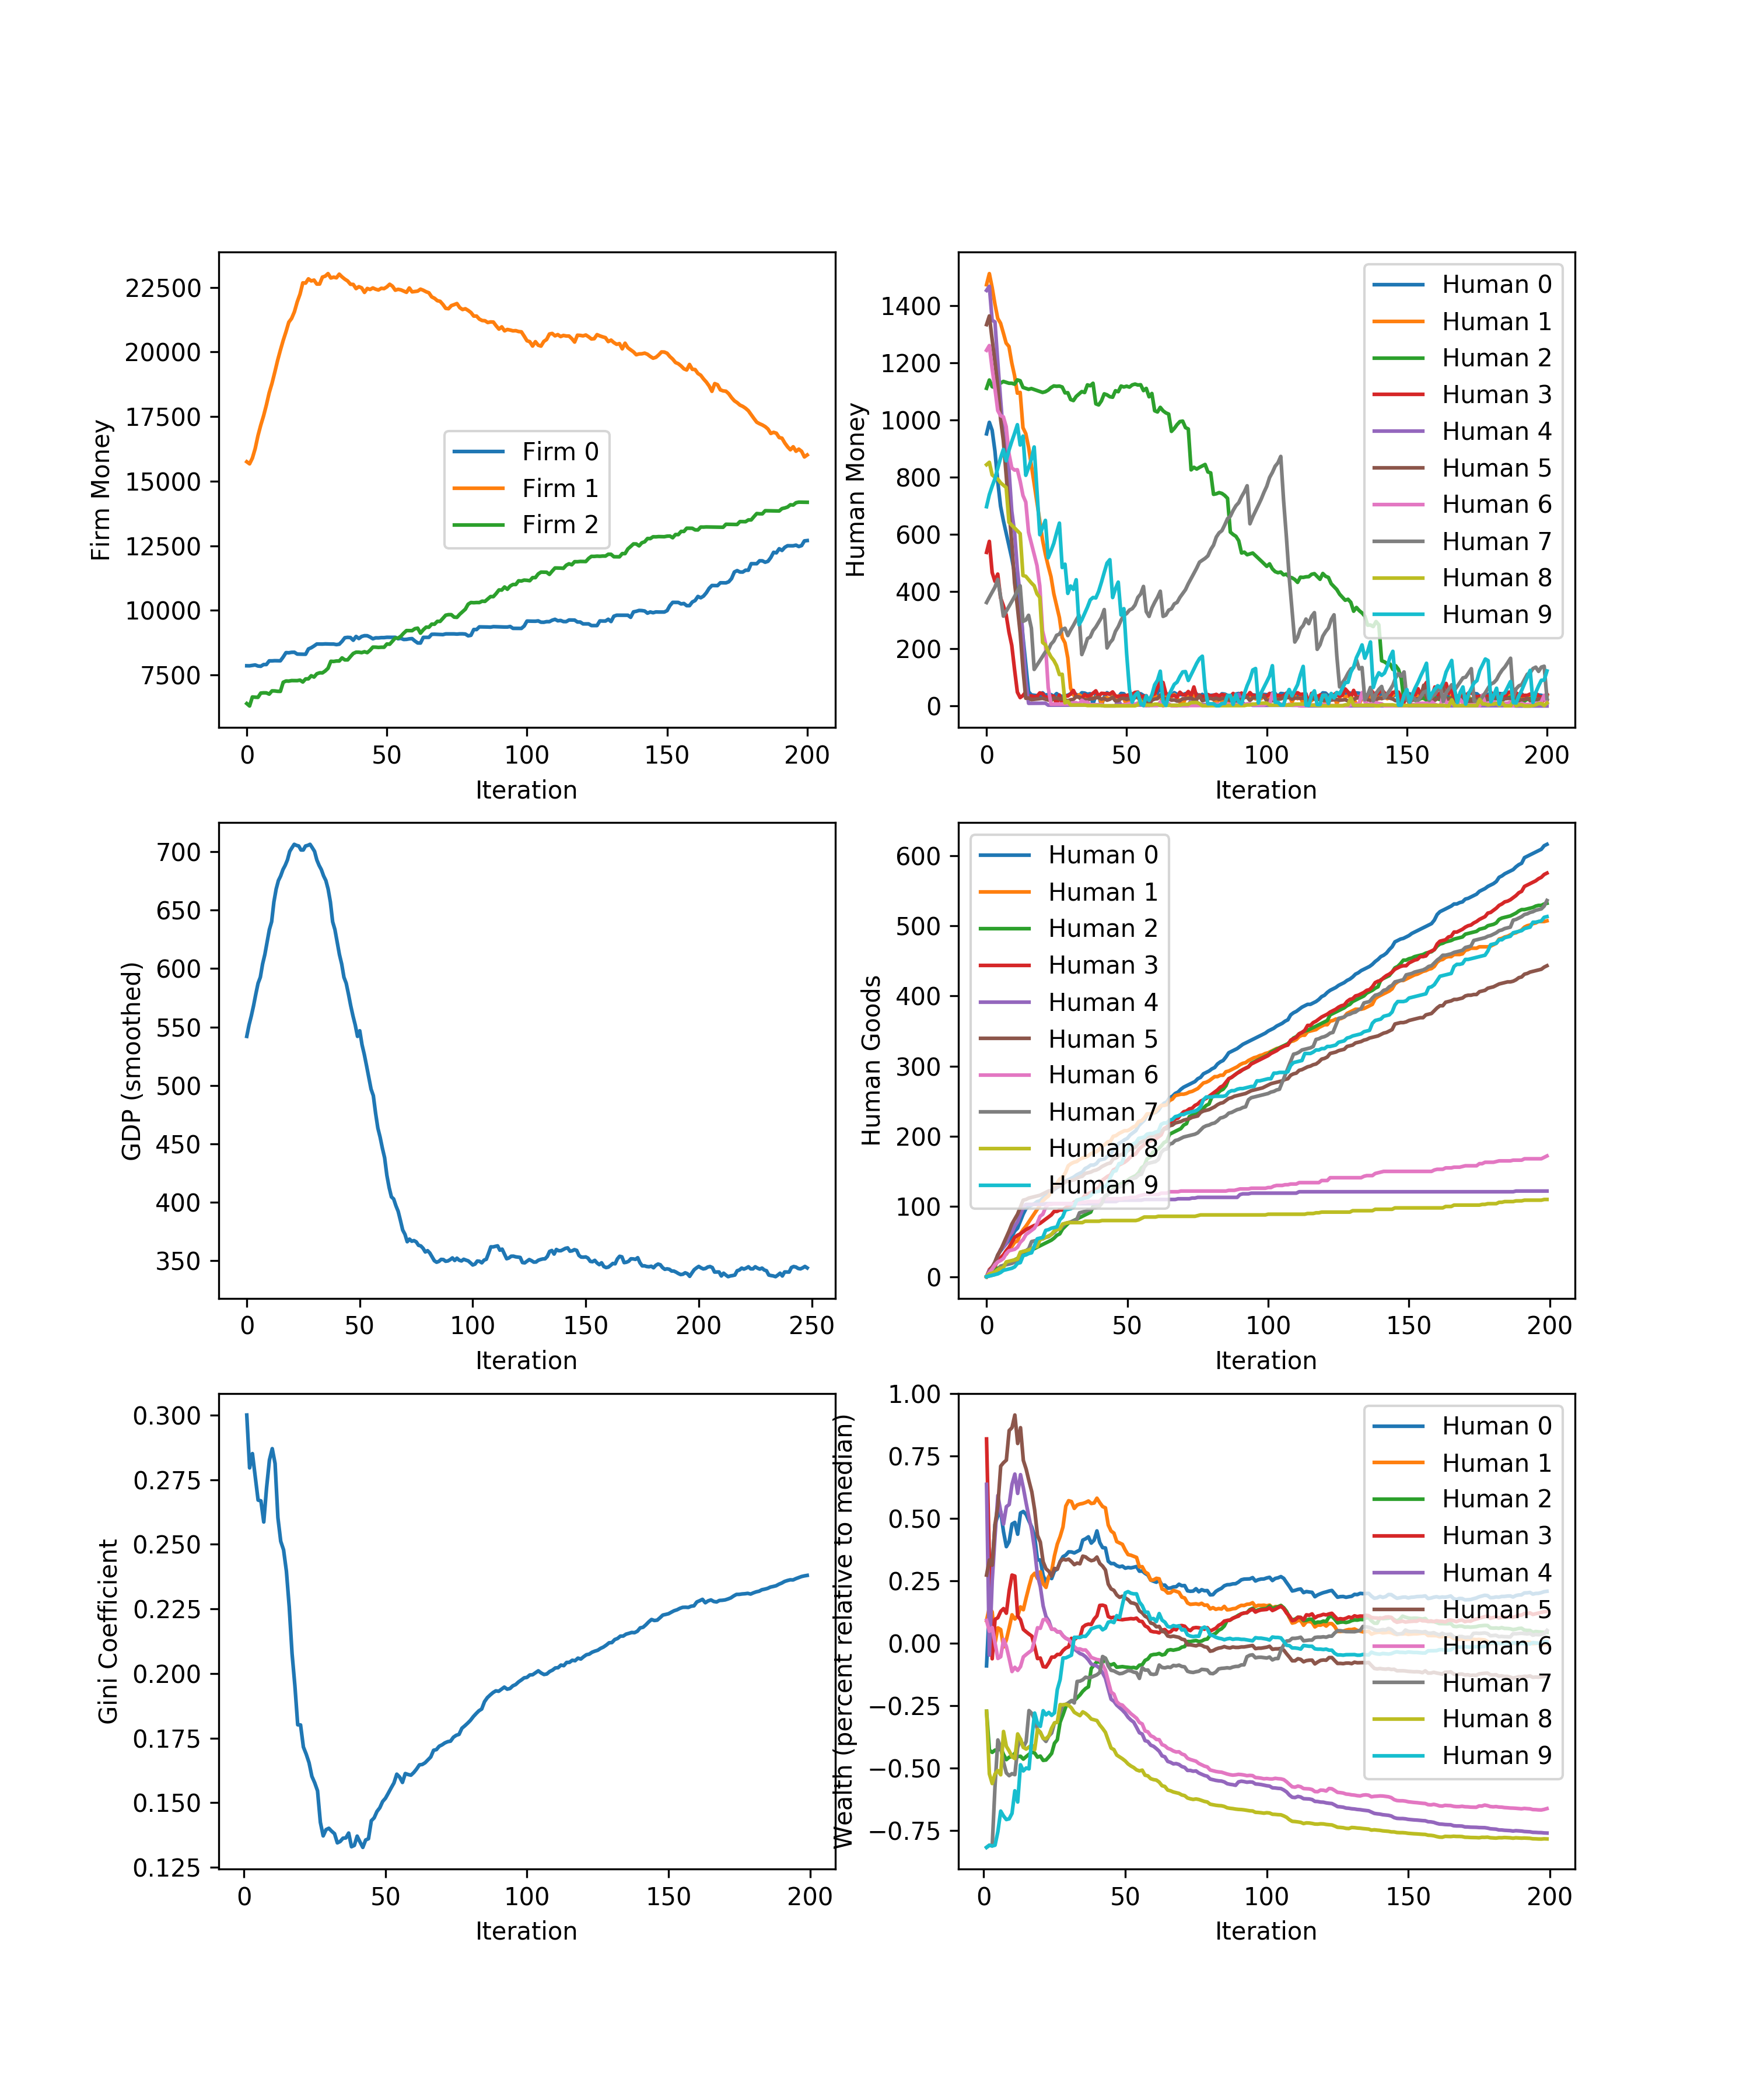 Firm Money
22500
20000
17500
15000
12500
10000
7500
Firm 0
Firm 1
Firm 2
0 50 100 150 200
Iteration
Human Money
1400
1200
1000
800
600
400
200
0
Human 0
Human 1
Human 2
Human 3
Human 4
Human 5
Human 6
Human 7
Human 8
Human 9
0 50 100 150 200
Iteration
GDP (smoothed)
700
650
600
550
500
450
400
350
0 50 100 150 200 250
Iteration
Human Goods
600
500
400
300
200
100
0
Human 0
Human 1
Human 2
Human 3
Human 4
Human 5
Human 6
Human 7
Human 8
Human 9
0 50 100 150 200
Iteration
Gini Coefficient
0.300
0.275
0.250
0.225
0.200
0.175
0.150
0.125
0 50 100 150 200
Iteration
Wealth (percent relative to median)
1.00
0.75
0.50
0.25
0.00
−0.25
−0.50
−0.75
Human 0
Human 1
Human 2
Human 3
Human 4
Human 5
Human 6
Human 7
Human 8
Human 9
0 50 100 150 200
Iteration